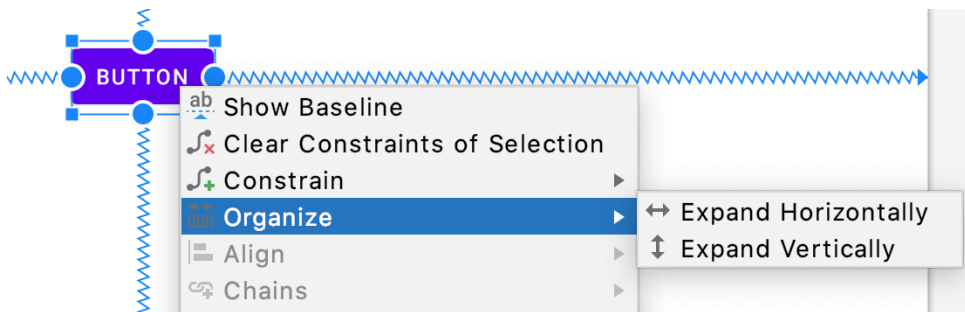 BUTTON
ab
Show Baseline
Clear Constraints of Selection
Constrain
Organize
Expand Horizontally
Expand Vertically
Align
Chains